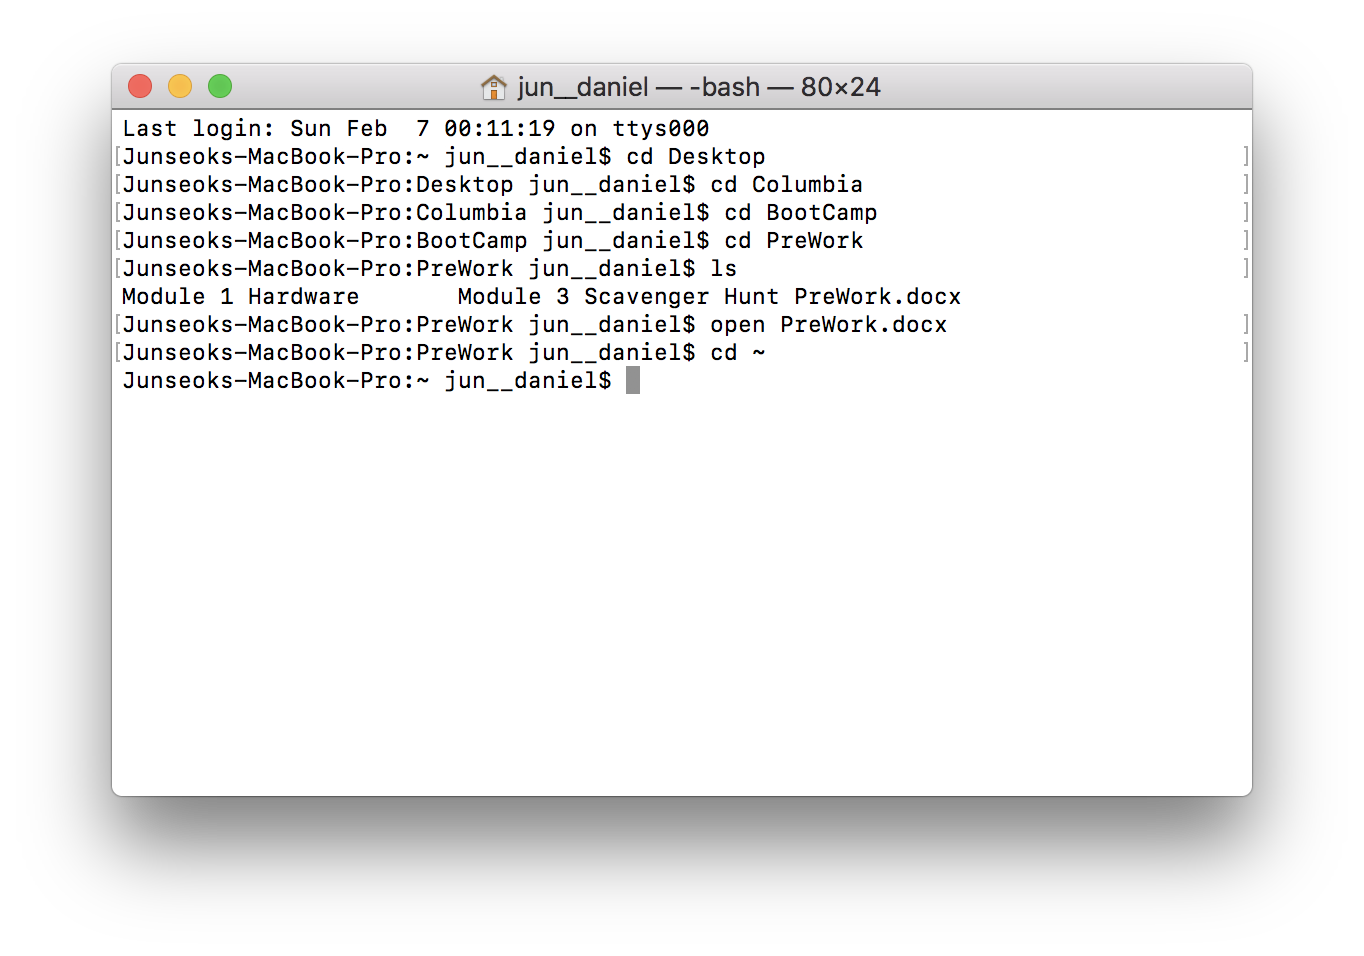 jun__daniel — -bash — 80×24
Last login: Sun Feb  7 00:11:19 on ttys000
[Junseoks-MacBook-Pro:~ jun__daniel$ cd Desktop ]
[Junseoks-MacBook-Pro:Desktop jun__daniel$ cd Columbia ]
[Junseoks-MacBook-Pro:Columbia jun__daniel$ cd BootCamp ]
[Junseoks-MacBook-Pro:BootCamp jun__daniel$ cd PreWork ]
[Junseoks-MacBook-Pro:PreWork jun__daniel$ ls ]
Module 1 Hardware       Module 3 Scavenger Hunt PreWork.docx
[Junseoks-MacBook-Pro:PreWork jun__daniel$ open PreWork.docx ]
[Junseoks-MacBook-Pro:PreWork jun__daniel$ cd ~ ]
Junseoks-MacBook-Pro:~ jun__daniel$